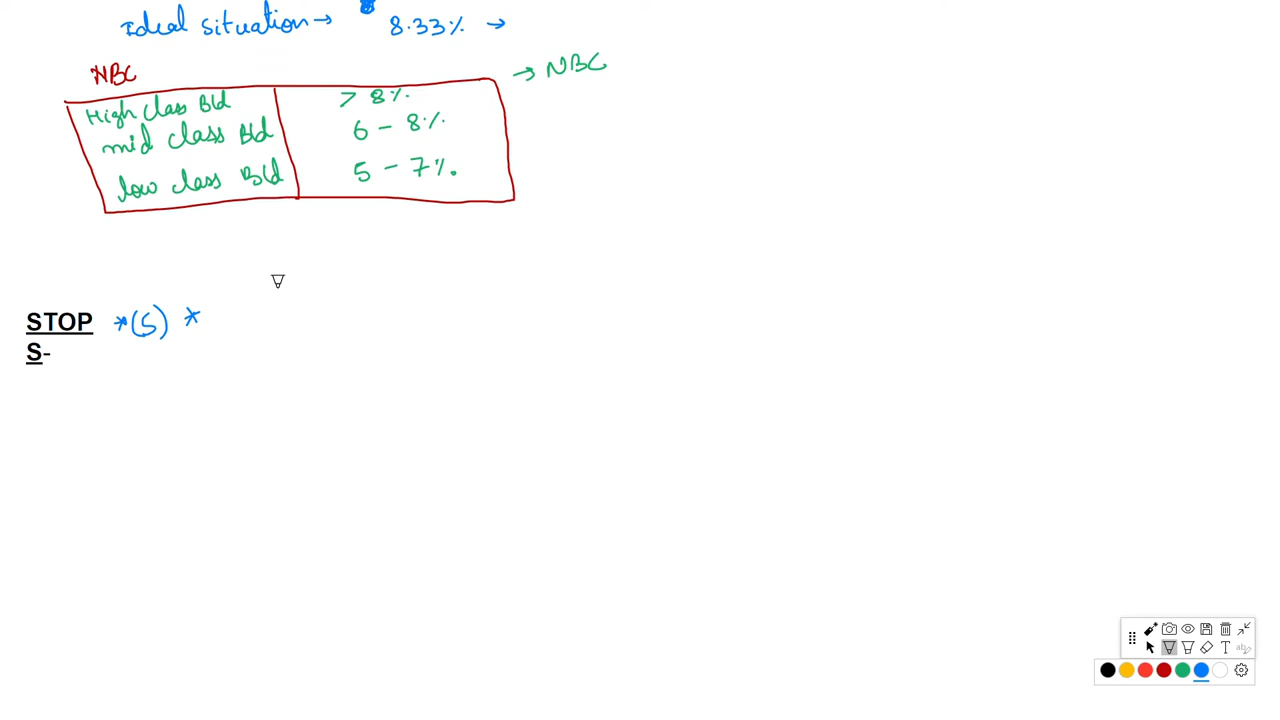 Ideal situation → 8.33% →
NBC
→ NBC
High class Bld > 8%
mid class Bld 6 - 8%
low class Bld 5 - 7%.
STOP *(S) *
S-